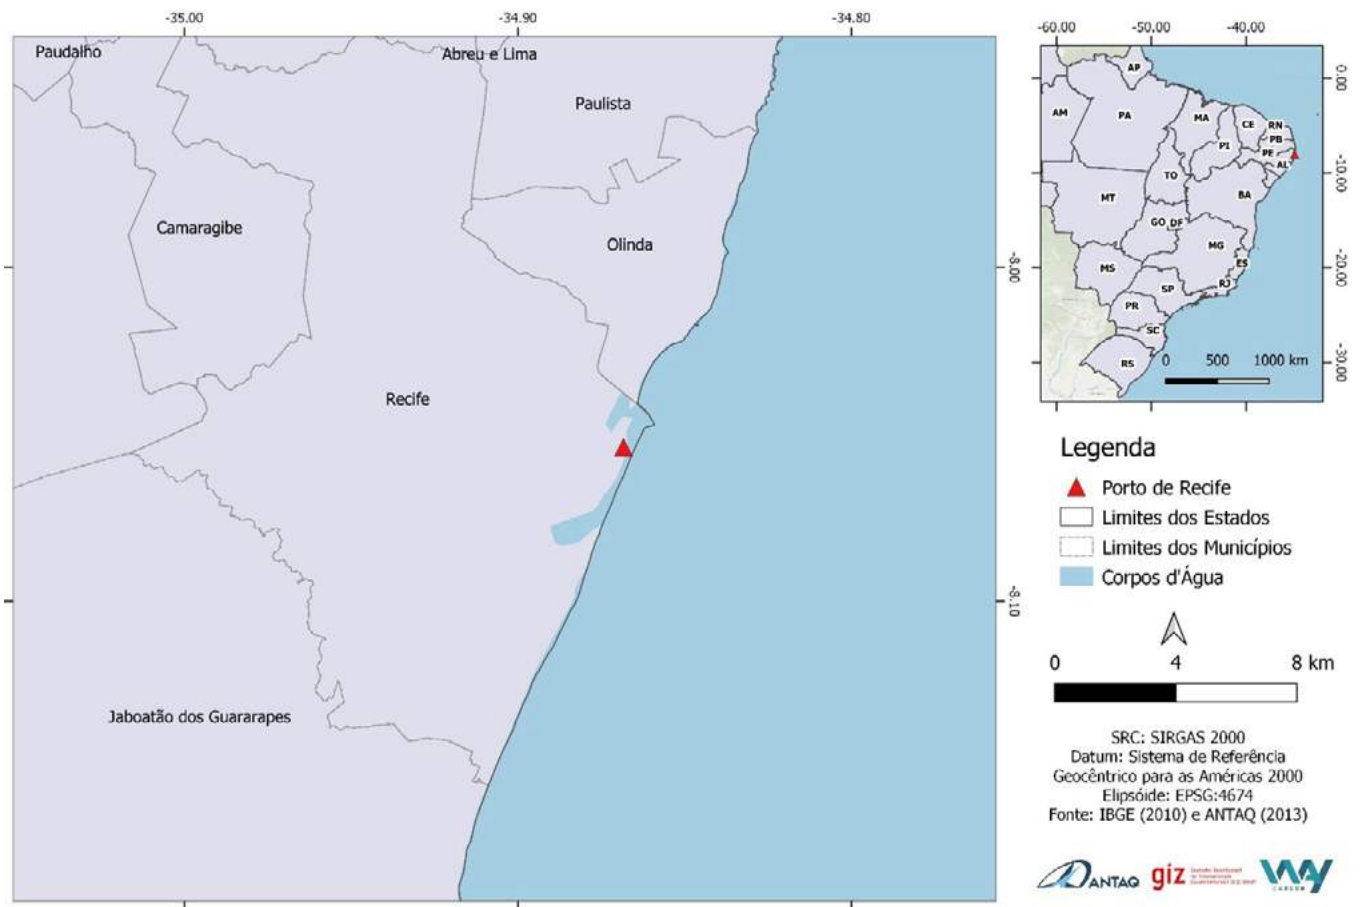 -35.00
-34.90
-34.80
Paudalho
Abreu e Lima
Paulista
Camaragibe
Olinda
Recife
Jaboatão dos Guararapes
-8.00
-8.10
-60.00
-50.00
-40.00
0.00
-10.00
-20.00
-30.00
AP
AM
PA
MA
CE
RN
PB
PI
PE
AL
TO
BA
MT
GO
DF
MG
ES
MS
SP
RJ
PR
SC
RS
0 500 1000 km
Legenda
Porto de Recife
Limites dos Estados
Limites dos Municípios
Corpos d'Água
0 4 8 km
SRC: SIRGAS 2000
Datum: Sistema de Referência
Geocêntrico para as Américas 2000
Elipsóide: EPSG:4674
Fonte: IBGE (2010) e ANTAQ (2013)
ANTAQ
giz
WAY
CARBON